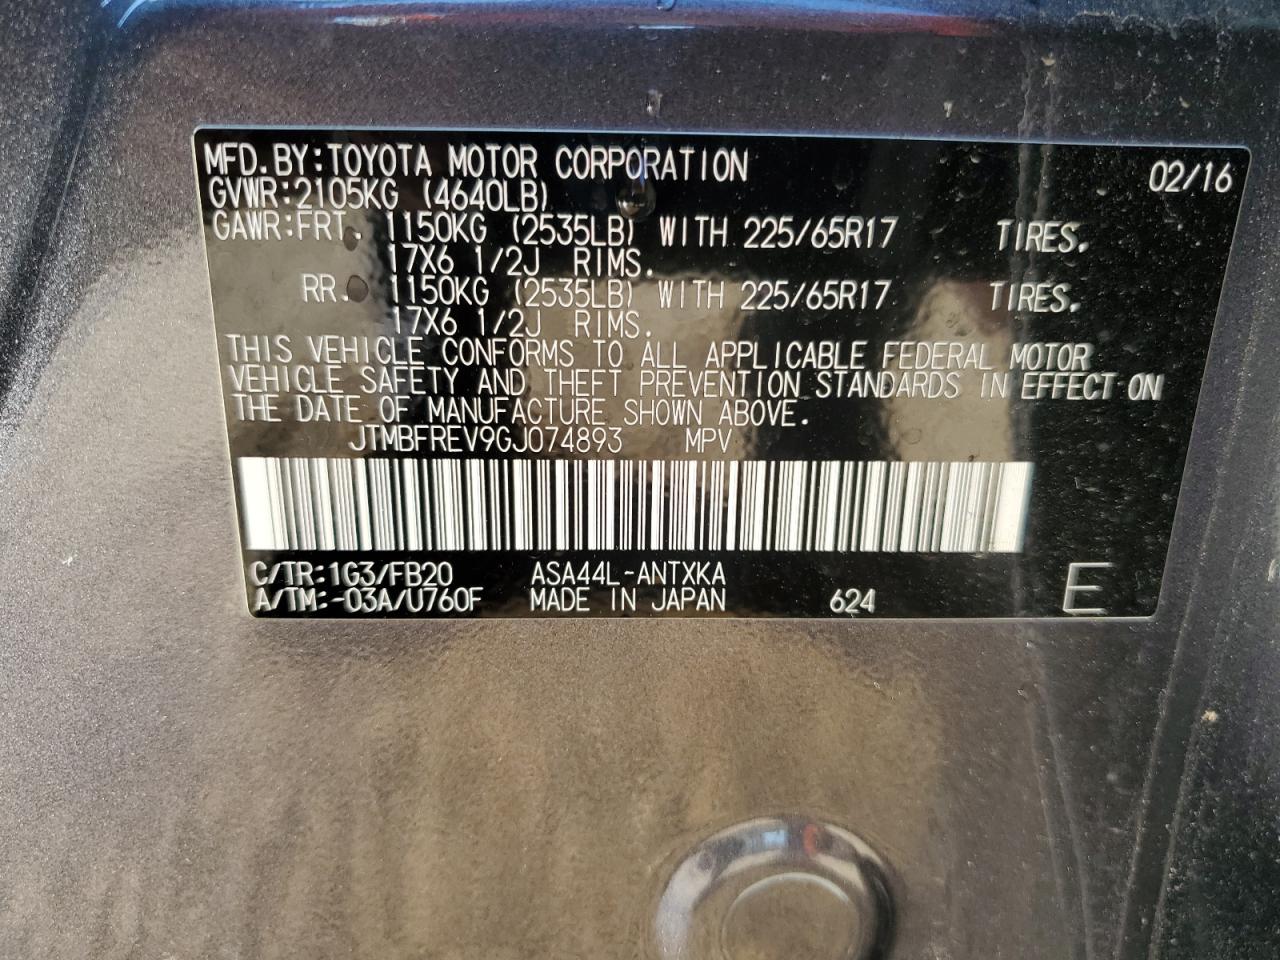 MFD.BY:TOYOTA MOTOR CORPORATION 02/16
GVWR:2105KG (4640LB)
GAWR:FRT. 1150KG (2535LB) WITH 225/65R17 TIRES.
17X6 1/2J RIMS.
RR. 1150KG (2535LB) WITH 225/65R17 TIRES.
17X6 1/2J RIMS.
THIS VEHICLE CONFORMS TO ALL APPLICABLE FEDERAL MOTOR
VEHICLE SAFETY AND THEFT PREVENTION STANDARDS IN EFFECT ON
THE DATE OF MANUFACTURE SHOWN ABOVE.
JTMBFREV9GJ074893 MPV
C/TR:1G3/FB20 ASA44L-ANTXKA
A/TM:-03A/U760F MADE IN JAPAN 624 E